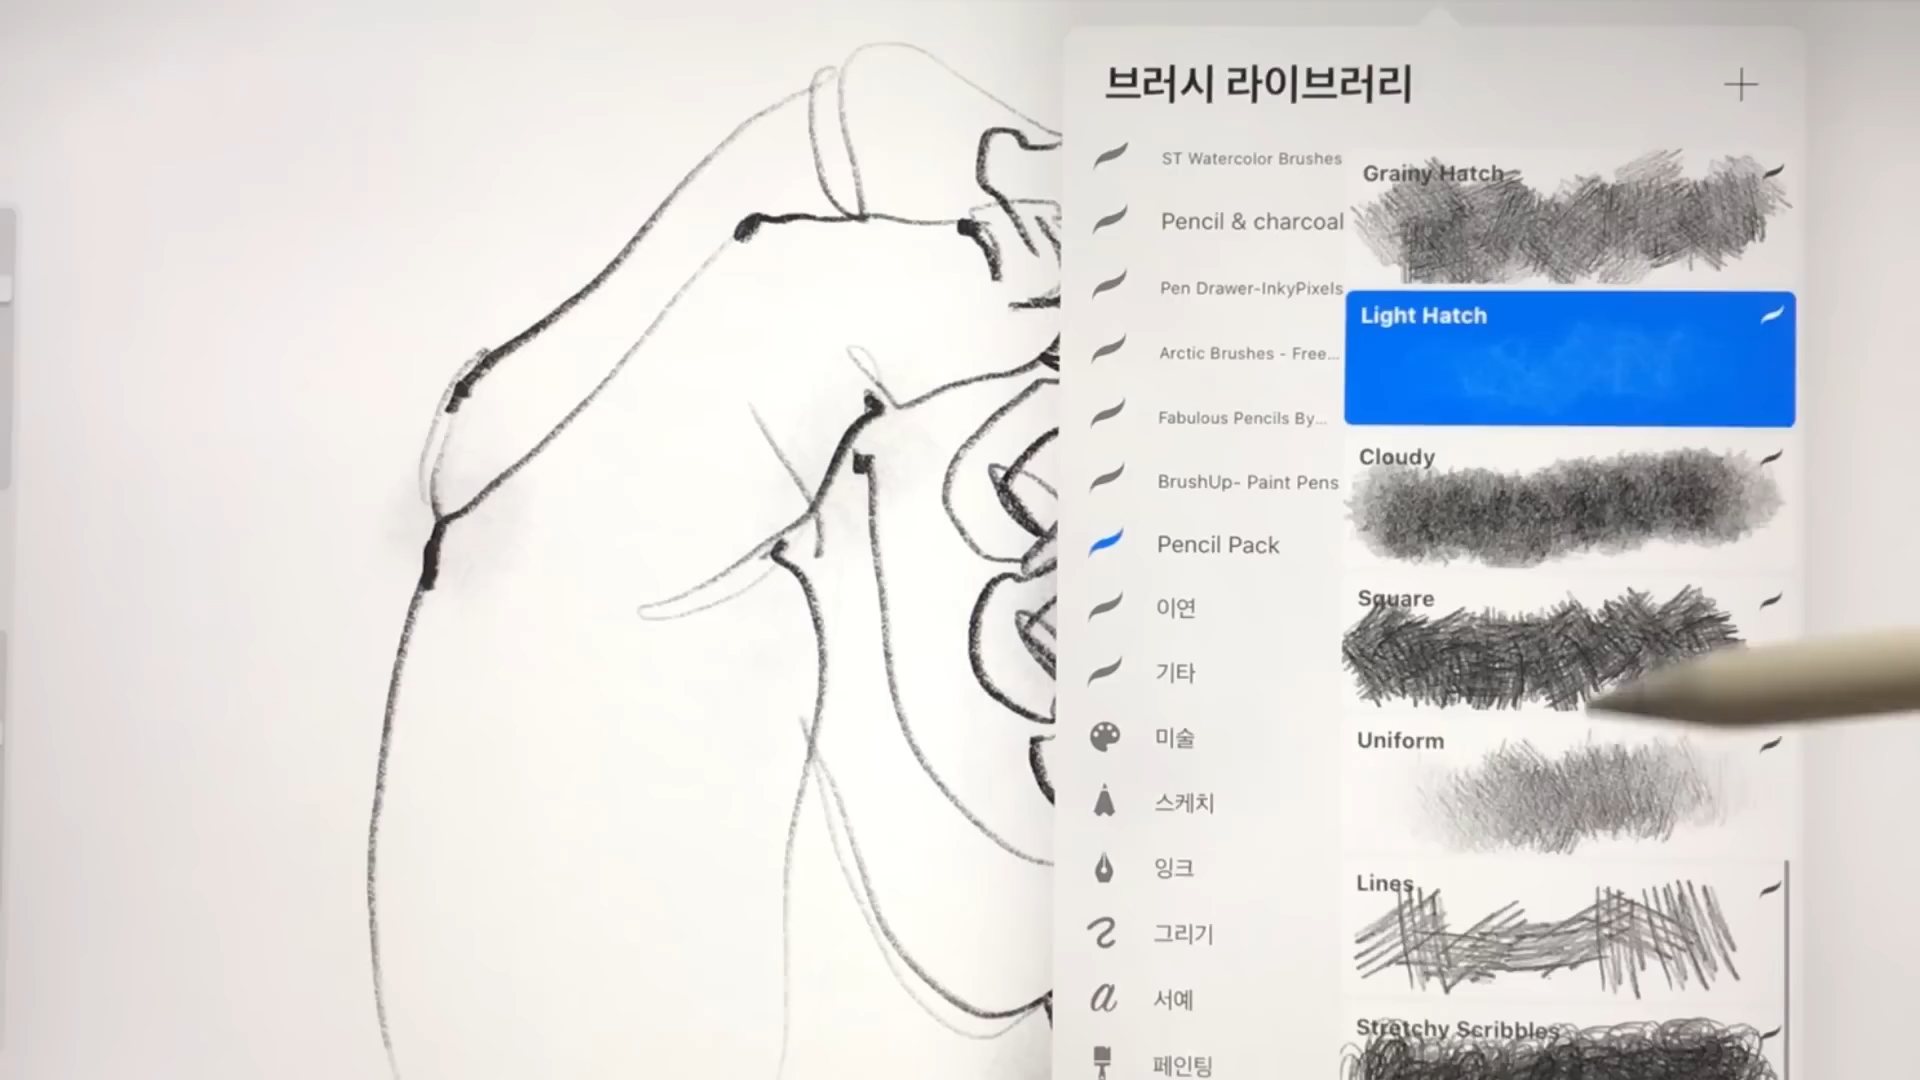 브러시 라이브러리
ST Watercolor Brushes
Pencil & charcoal
Pen Drawer-InkyPixels
Arctic Brushes - Free...
Fabulous Pencils By...
BrushUp- Paint Pens
Pencil Pack
이연
기타
미술
스케치
잉크
그리기
서예
페인팅
Grainy Hatch
Light Hatch
Cloudy
Square
Uniform
Lines
Stretchy Scribbles